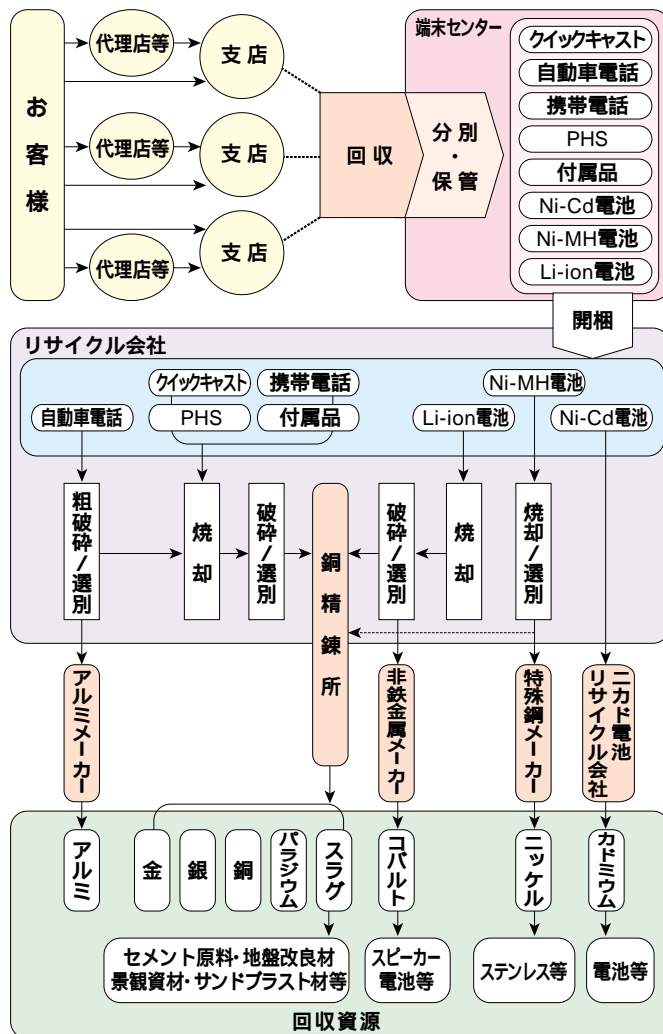 お客様
代理店等
支店
代理店等
支店
代理店等
支店
回収
分別・保管
端末センター
クイックキャスト
自動車電話
携帯電話
PHS
付属品
Ni-Cd電池
Ni-MH電池
Li-ion電池
開梱
リサイクル会社
自動車電話
クイックキャスト
携帯電話
PHS
付属品
Ni-MH電池
Li-ion電池
Ni-Cd電池
粗破砕/選別
焼却
破砕/選別
銅精錬所
破砕/選別
焼却
焼却/選別
アルミメーカー
非鉄金属メーカー
特殊鋼メーカー
ニカド電池
リサイクル会社
アルミ
金
銀
銅
パラジウム
スラグ
コバルト
ニッケル
カドミウム
セメント原料・地盤改良材
景観資材・サンドブラスト材等
スピーカー
電池等
ステンレス等
電池等
回収資源